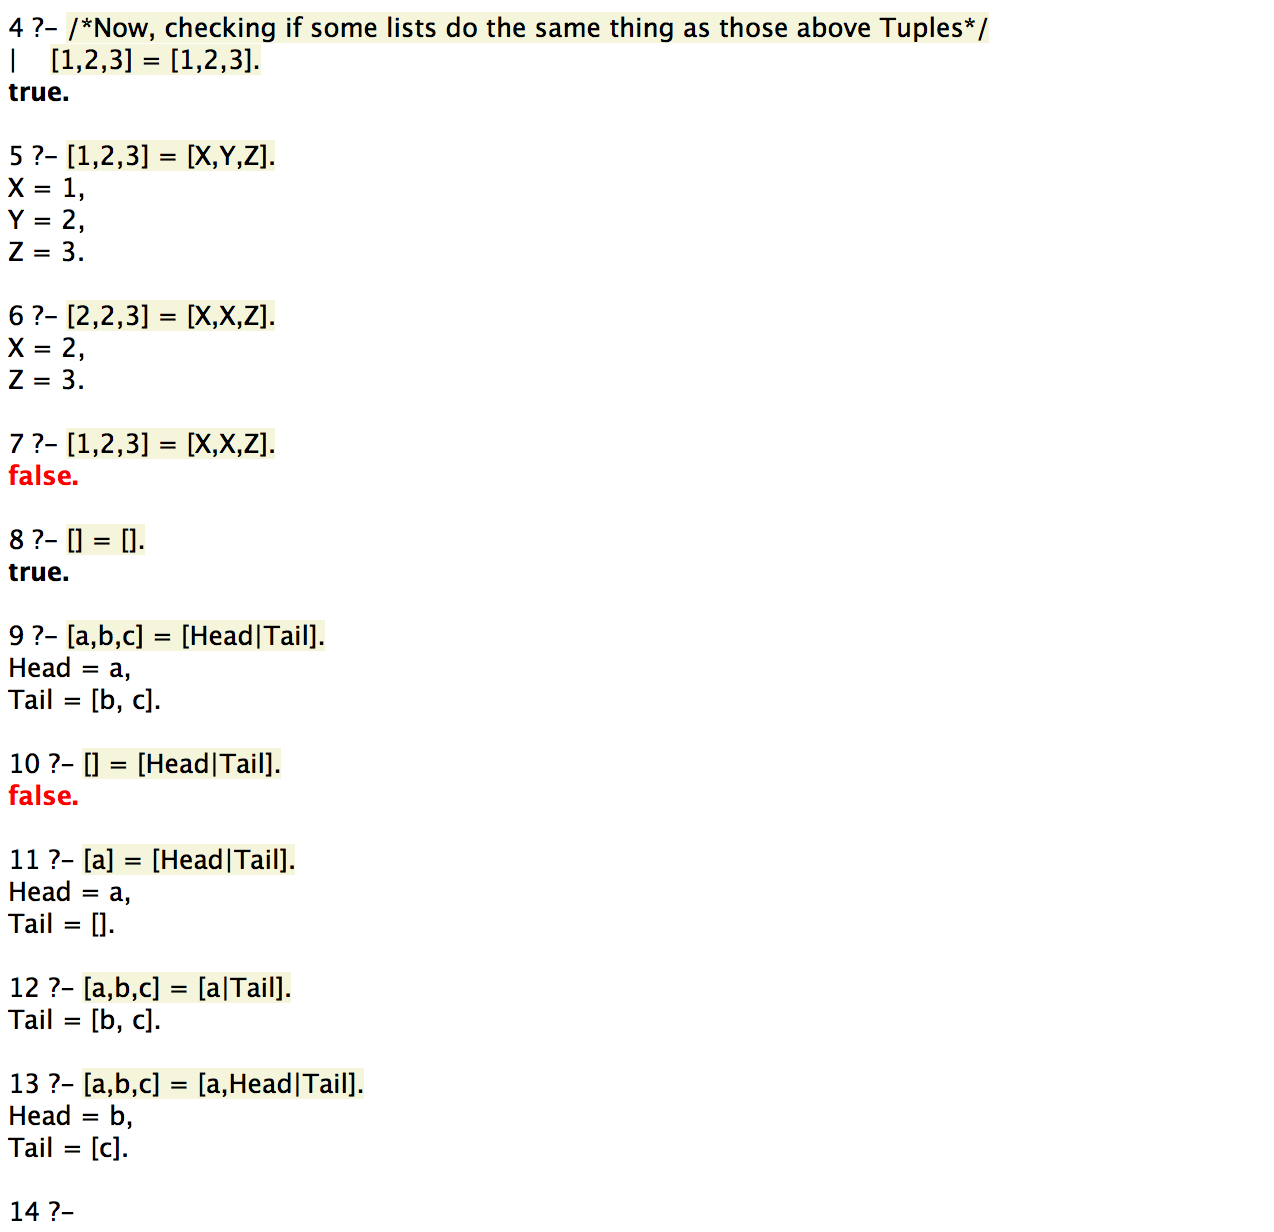 4 ?- /*Now, checking if some lists do the same thing as those above Tuples*/
|    [1,2,3] = [1,2,3].
true.
5 ?- [1,2,3] = [X,Y,Z].
X = 1,
Y = 2,
Z = 3.
6 ?- [2,2,3] = [X,X,Z].
X = 2,
Z = 3.
7 ?- [1,2,3] = [X,X,Z].
false.
8 ?- [] = [].
true.
9 ?- [a,b,c] = [Head|Tail].
Head = a,
Tail = [b, c].
10 ?- [] = [Head|Tail].
false.
11 ?- [a] = [Head|Tail].
Head = a,
Tail = [].
12 ?- [a,b,c] = [a|Tail].
Tail = [b, c].
13 ?- [a,b,c] = [a,Head|Tail].
Head = b,
Tail = [c].
14 ?-